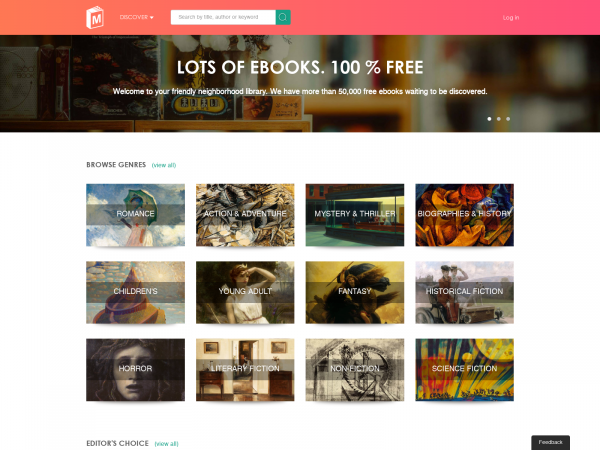 M
DISCOVER
Search by title, author or keyword
Log in
LOTS OF EBOOKS. 100 % FREE
Welcome to your friendly neighborhood library. We have more than 50,000 free ebooks waiting to be discovered.
BROWSE GENRES (view all)
ROMANCE
ACTION & ADVENTURE
MYSTERY & THRILLER
BIOGRAPHIES & HISTORY
CHILDREN'S
YOUNG ADULT
FANTASY
HISTORICAL FICTION
HORROR
LITERARY FICTION
NON-FICTION
SCIENCE FICTION
EDITOR'S CHOICE (view all)
Feedback